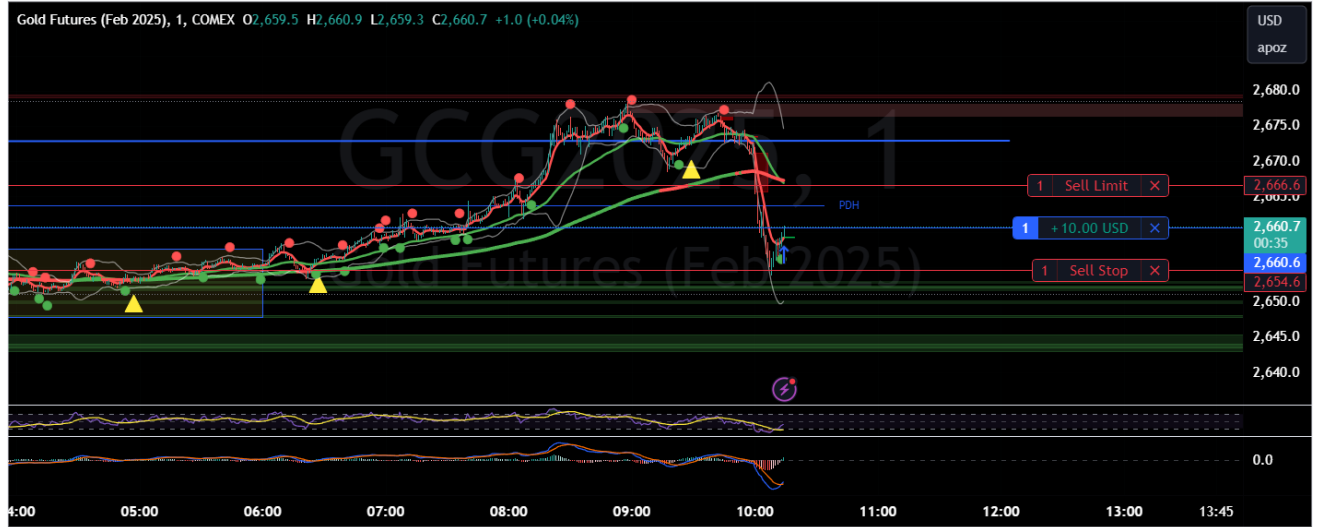 Gold Futures (Feb 2025), 1, COMEX O2,659.5 H2,660.9 L2,659.3 C2,660.7 +1.0 (+0.04%)
USD
apoz
GCG2025, 1
Gold Futures (Feb 2025)
2,680.0
2,675.0
2,670.0
1 Sell Limit ×
2,666.6
2,665.0
PDH
1 +10.00 USD ×
2,660.7
00:35
2,660.6
1 Sell Stop ×
2,654.6
2,650.0
2,645.0
2,640.0
0.0
4:00 05:00 06:00 07:00 08:00 09:00 10:00 11:00 12:00 13:00 13:45